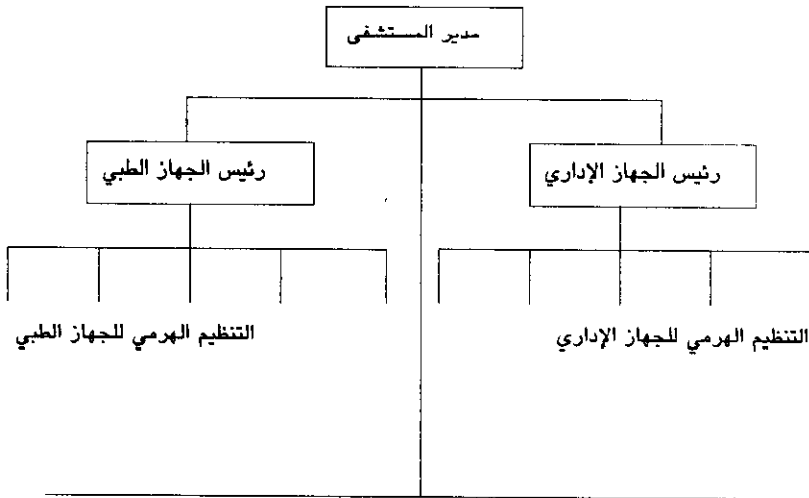 مدير المستشفى
رئيس الجهاز الإداري
رئيس الجهاز الطبي
التنظيم الهرمي للجهاز الإداري
التنظيم الهرمي للجهاز الطبي